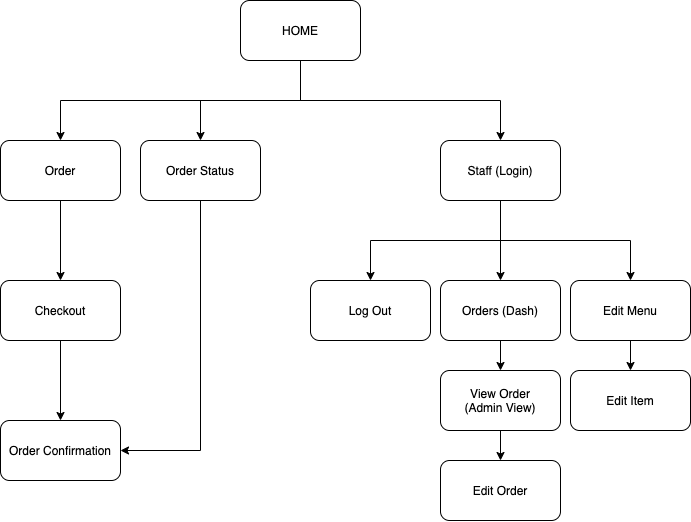 HOME
Order
Order Status
Staff (Login)
Checkout
Log Out
Orders (Dash)
Edit Menu
View Order
(Admin View)
Edit Item
Order Confirmation
Edit Order